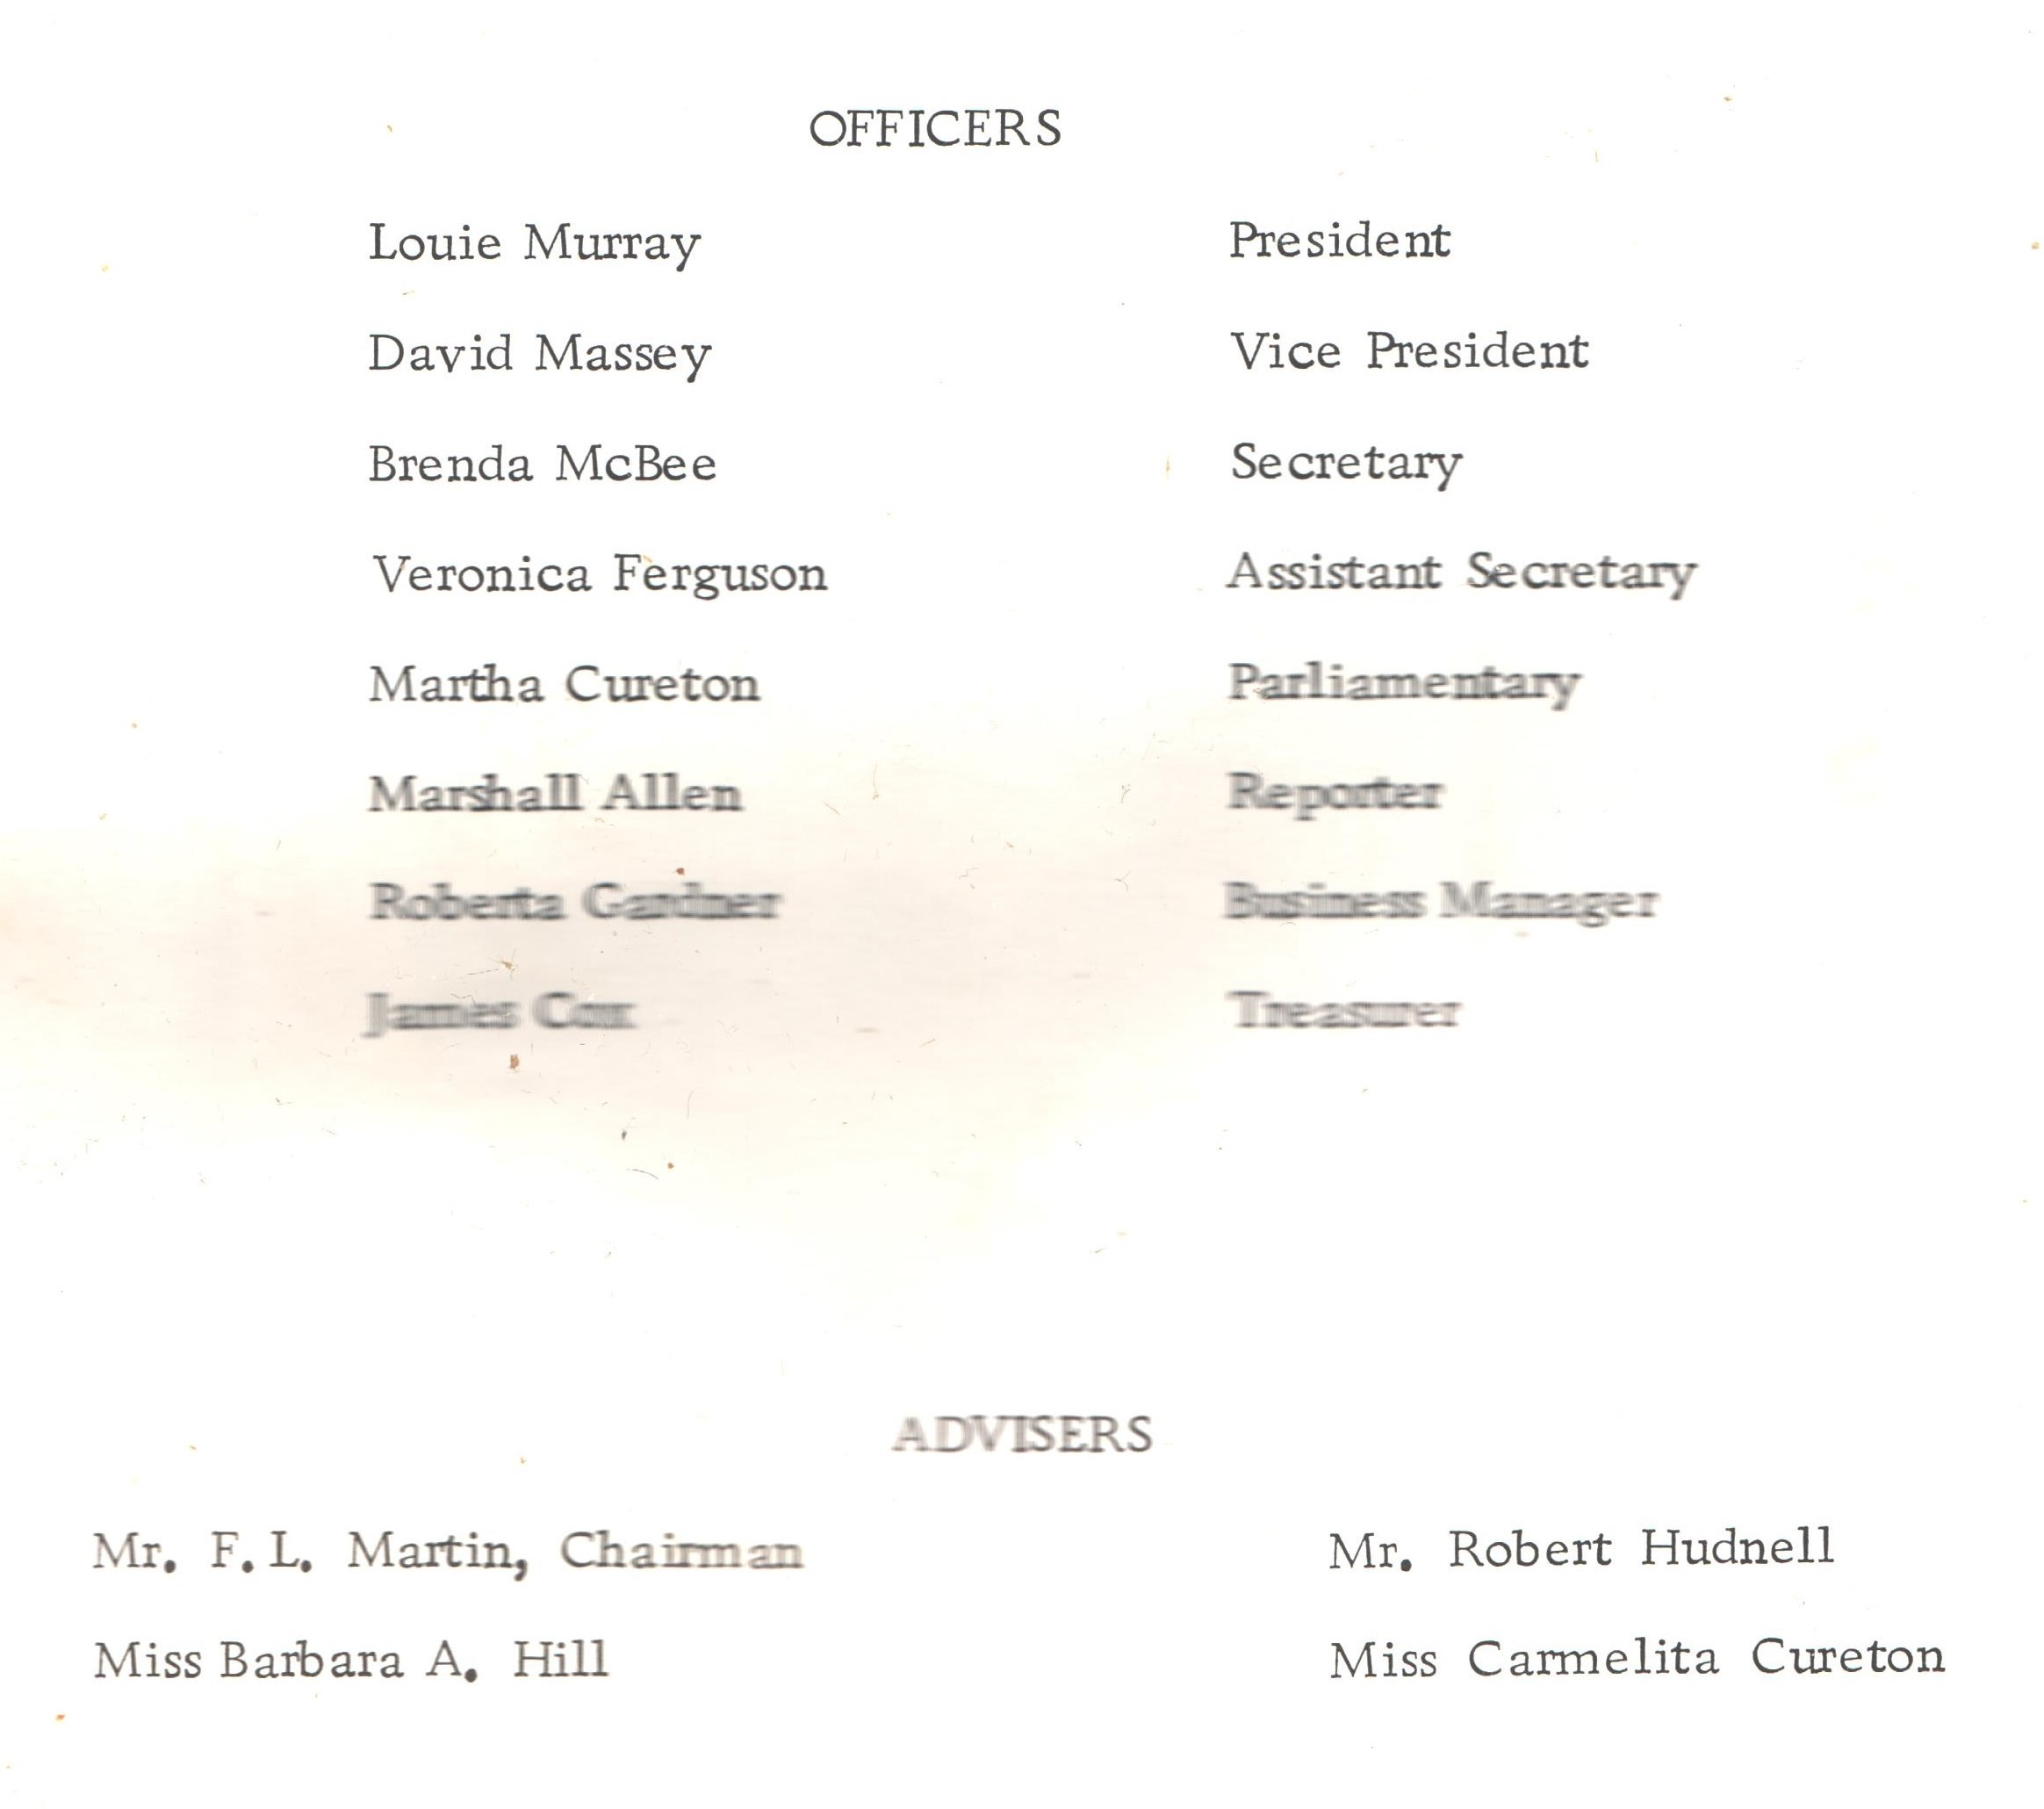 OFFICERS
Louie Murray President
David Massey Vice President
Brenda McBee Secretary
Veronica Ferguson Assistant Secretary
Martha Cureton Parliamentary
Marshall Allen Reporter
Roberta Gardner Business Manager
James Cox Treasurer
ADVISERS
Mr. F. L. Martin, Chairman Mr. Robert Hudnell
Miss Barbara A. Hill Miss Carmelita Cureton